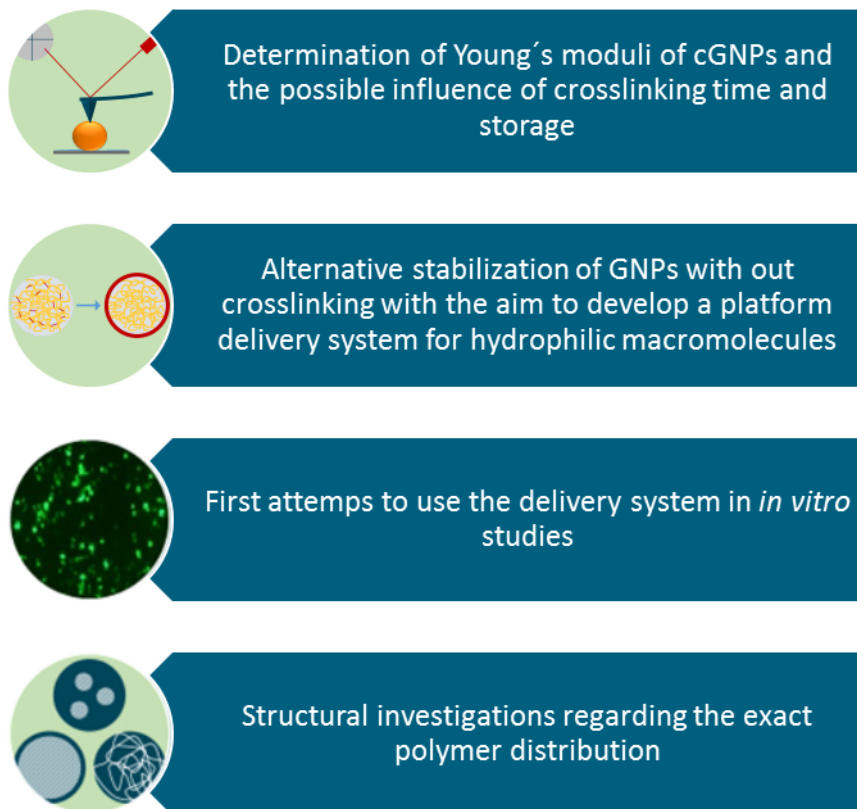 Determination of Young´s moduli of cGNPs and
the possible influence of crosslinking time and
storage
Alternative stabilization of GNPs with out
crosslinking with the aim to develop a platform
delivery system for hydrophilic macromolecules
First attemps to use the delivery system in in vitro
studies
Structural investigations regarding the exact
polymer distribution